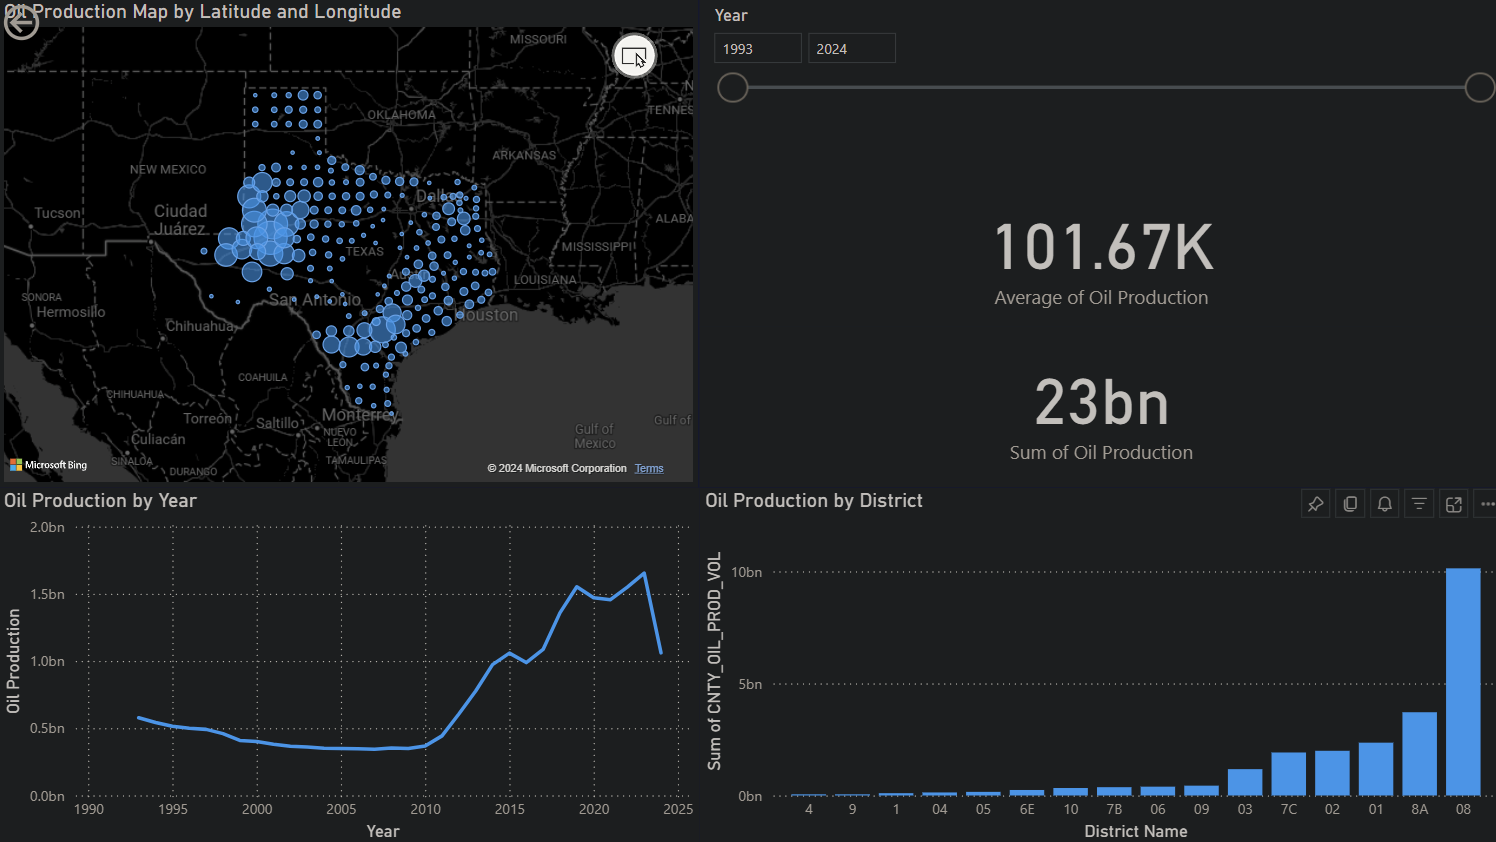 Oil Production Map by Latitude and Longitude
MISSOURI
TENNES
OKLAHOMA
ARKANSAS
NEW MEXICO
Dallas
Tucson
Ciudad
Juárez
ALABA
MISSISSIPPI
TEXAS
LOUISIANA
SONORA
San Antonio
Hermosillo
Houston
Chihuahua
COAHUILA
CHIHUAHUA
Torreón
Saltillo
Monterrey
Gulf of
Gulf of
Mexico
NUEVO
LEÓN
Culiacán
SINALOA
DURANGO
TAMAULIPAS
Microsoft Bing
© 2024 Microsoft Corporation Terms
Year
1993 2024
101.67K
Average of Oil Production
23bn
Sum of Oil Production
Oil Production by Year
2.0bn
1.5bn
1.0bn
0.5bn
0.0bn
Oil Production
1990 1995 2000 2005 2010 2015 2020 2025
Year
Oil Production by District
10bn
5bn
0bn
Sum of CNTY_OIL_PROD_VOL
4 9 1 04 05 6E 10 7B 06 09 03 7C 02 01 8A 08
District Name